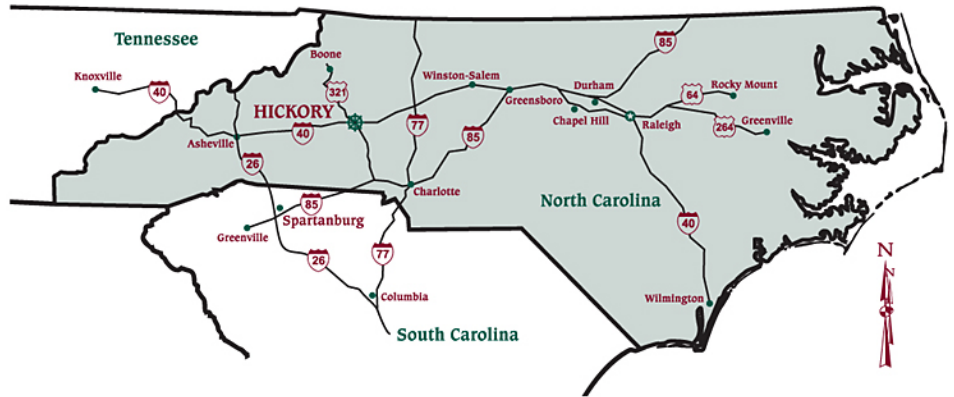 Tennessee
Boone
85
Knoxville
Winston-Salem
Durham
Rocky Mount
40
321
64
Greensboro
HICKORY
77
Chapel Hill
Raleigh
264
Greenville
40
85
Asheville
26
Charlotte
North Carolina
85
Spartanburg
40
Greenville
26
77
N
N
Columbia
Wilmington
South Carolina